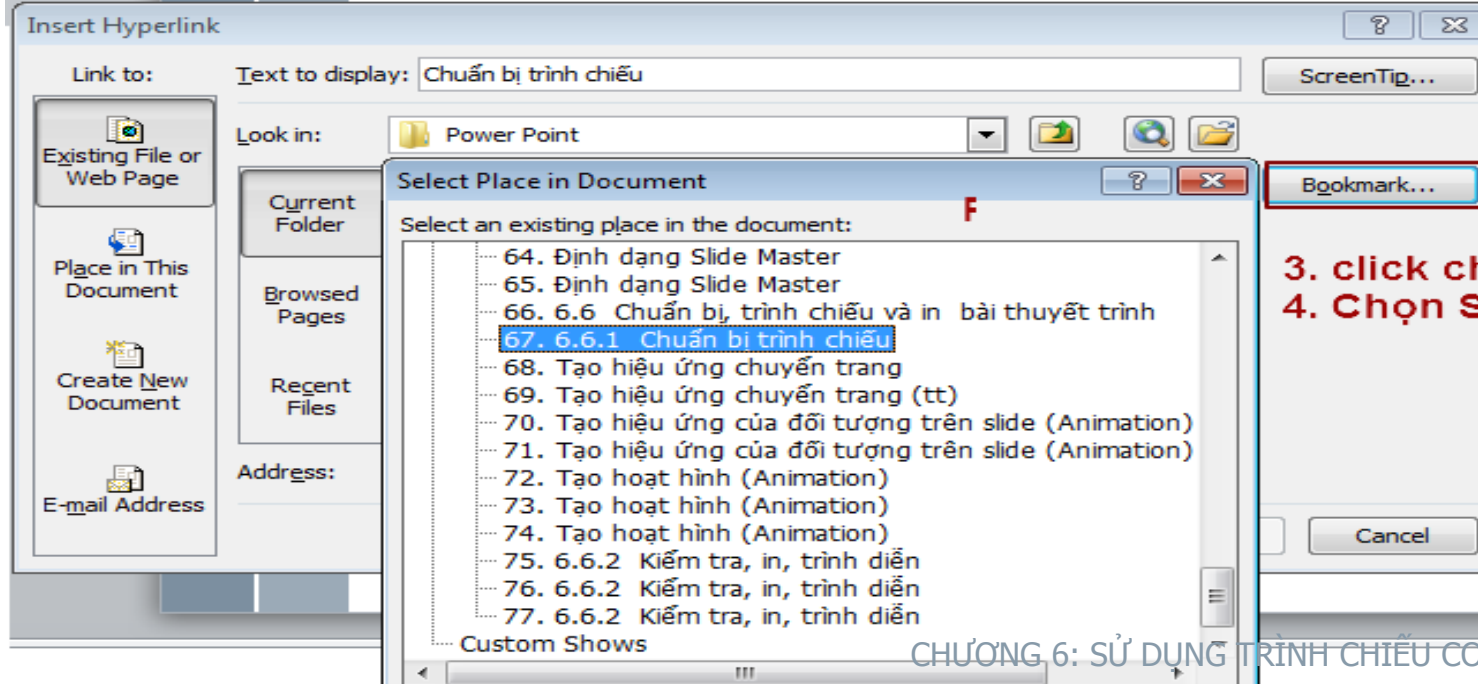 Insert Hyperlink
Link to:
Text to display: Chuẩn bị trình chiếu
ScreenTip...
Existing File or
Web Page
Look in:
Power Point
Select Place in Document
Bookmark...
Current
Folder
F
Select an existing place in the document:
Place in This
Document
Browsed
Pages
64. Định dạng Slide Master
65. Định dạng Slide Master
66. 6.6 Chuẩn bị, trình chiếu và in bài thuyết trình
67. 6.6.1 Chuẩn bị trình chiếu
68. Tạo hiệu ứng chuyển trang
69. Tạo hiệu ứng chuyển trang (tt)
70. Tạo hiệu ứng của đối tượng trên slide (Animation)
71. Tạo hiệu ứng của đối tượng trên slide (Animation)
72. Tạo hoạt hình (Animation)
73. Tạo hoạt hình (Animation)
74. Tạo hoạt hình (Animation)
75. 6.6.2 Kiểm tra, in, trình diễn
76. 6.6.2 Kiểm tra, in, trình diễn
77. 6.6.2 Kiểm tra, in, trình diễn
Custom Shows
3. click
4. Chọn
Create New
Document
Recent
Files
Address:
E-mail Address
Cancel
CHƯƠNG 6: SỬ DỤNG TRÌNH CHIẾU